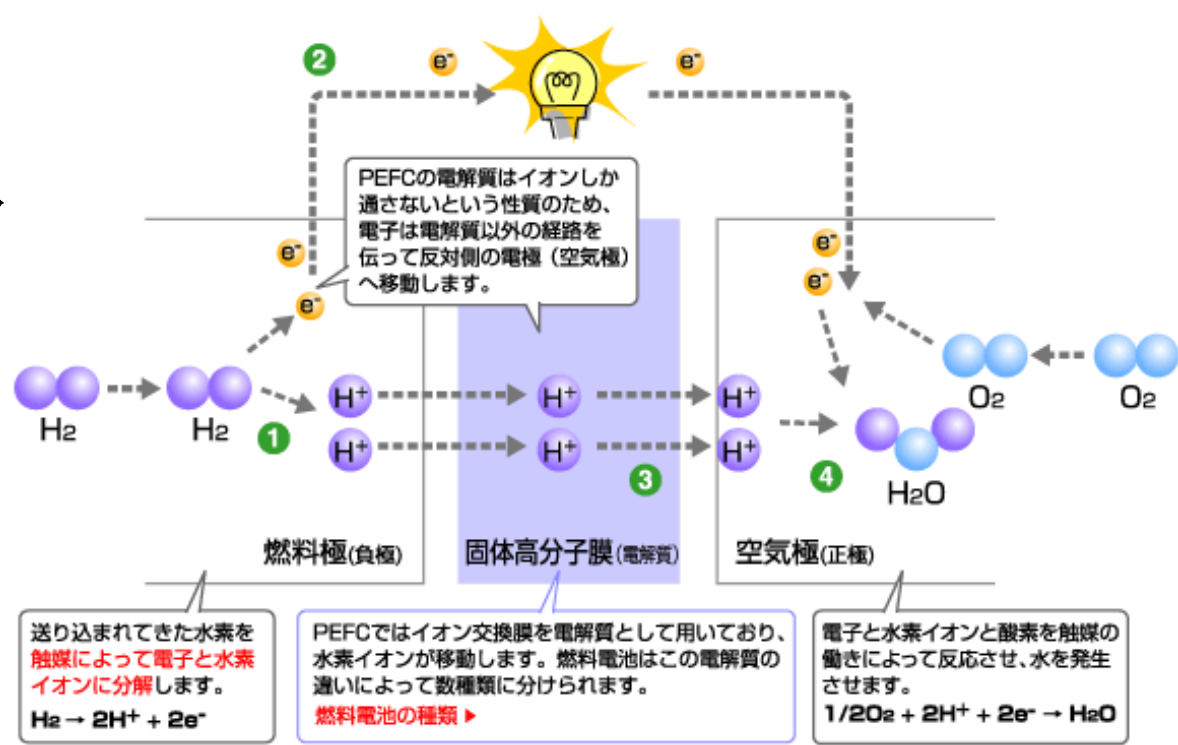 ❷
e⁻
e⁻
PEFCの電解質はイオンしか
通さないという性質のため、
電子は電解質以外の経路を
伝って反対側の電極（空気極）
へ移動します。
e⁻
e⁻
e⁻
e⁻
H₂
H₂
❶
H⁺
H⁺
H⁺
H⁺
❸
H⁺
H⁺
❹
H₂O
O₂
O₂
燃料極(負極)
固体高分子膜(電解質)
空気極(正極)
送り込まれてきた水素を
触媒によって電子と水素
イオンに分解します。
H₂ → 2H⁺ + 2e⁻
PEFCではイオン交換膜を電解質として用いており、
水素イオンが移動します。燃料電池はこの電解質の
違いによって数種類に分けられます。
燃料電池の種類 ▶
電子と水素イオンと酸素を触媒の
働きによって反応させ、水を発生
させます。
1/2O₂ + 2H⁺ + 2e⁻ → H₂O